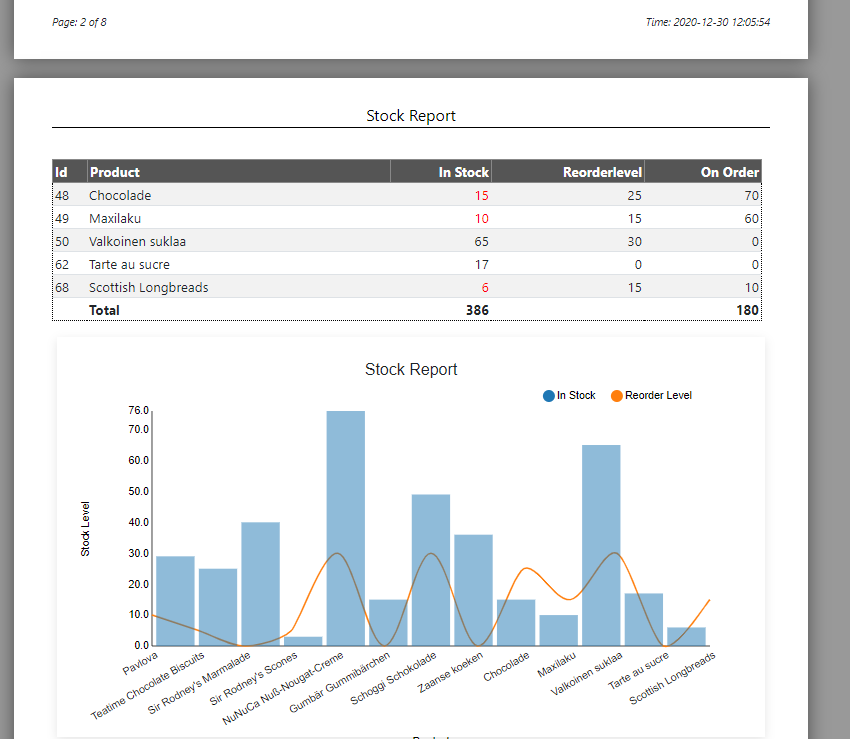 Page: 2 of 8 Time: 2020-12-30 12:05:54
Stock Report
Id Product In Stock Reorderlevel On Order
48 Chocolade 15 25 70
49 Maxilaku 10 15 60
50 Valkoinen suklaa 65 30 0
62 Tarte au sucre 17 0 0
68 Scottish Longbreads 6 15 10
Total 386 180
Stock Report
In Stock Reorder Level
76.0
70.0
60.0
50.0
40.0
30.0
20.0
10.0
0.0
Stock Level
Pavlova
Teatime Chocolate Biscuits
Sir Rodney's Marmalade
Sir Rodney's Scones
NuNuCa Nuß-Nougat-Creme
Gumbär Gummibärchen
Schoggi Schokolade
Zaanse koeken
Chocolade
Maxilaku
Valkoinen suklaa
Tarte au sucre
Scottish Longbreads